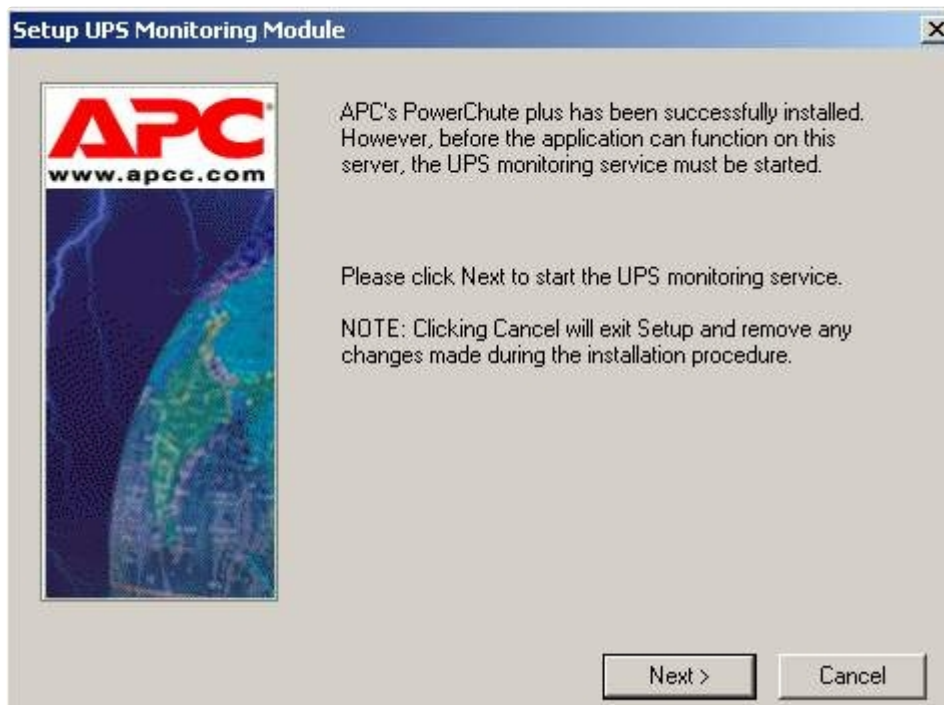 Setup UPS Monitoring Module
APC
www.apcc.com
APC's PowerChute plus has been successfully installed.
However, before the application can function on this
server, the UPS monitoring service must be started.
Please click Next to start the UPS monitoring service.
NOTE: Clicking Cancel will exit Setup and remove any
changes made during the installation procedure.
Next >
Cancel